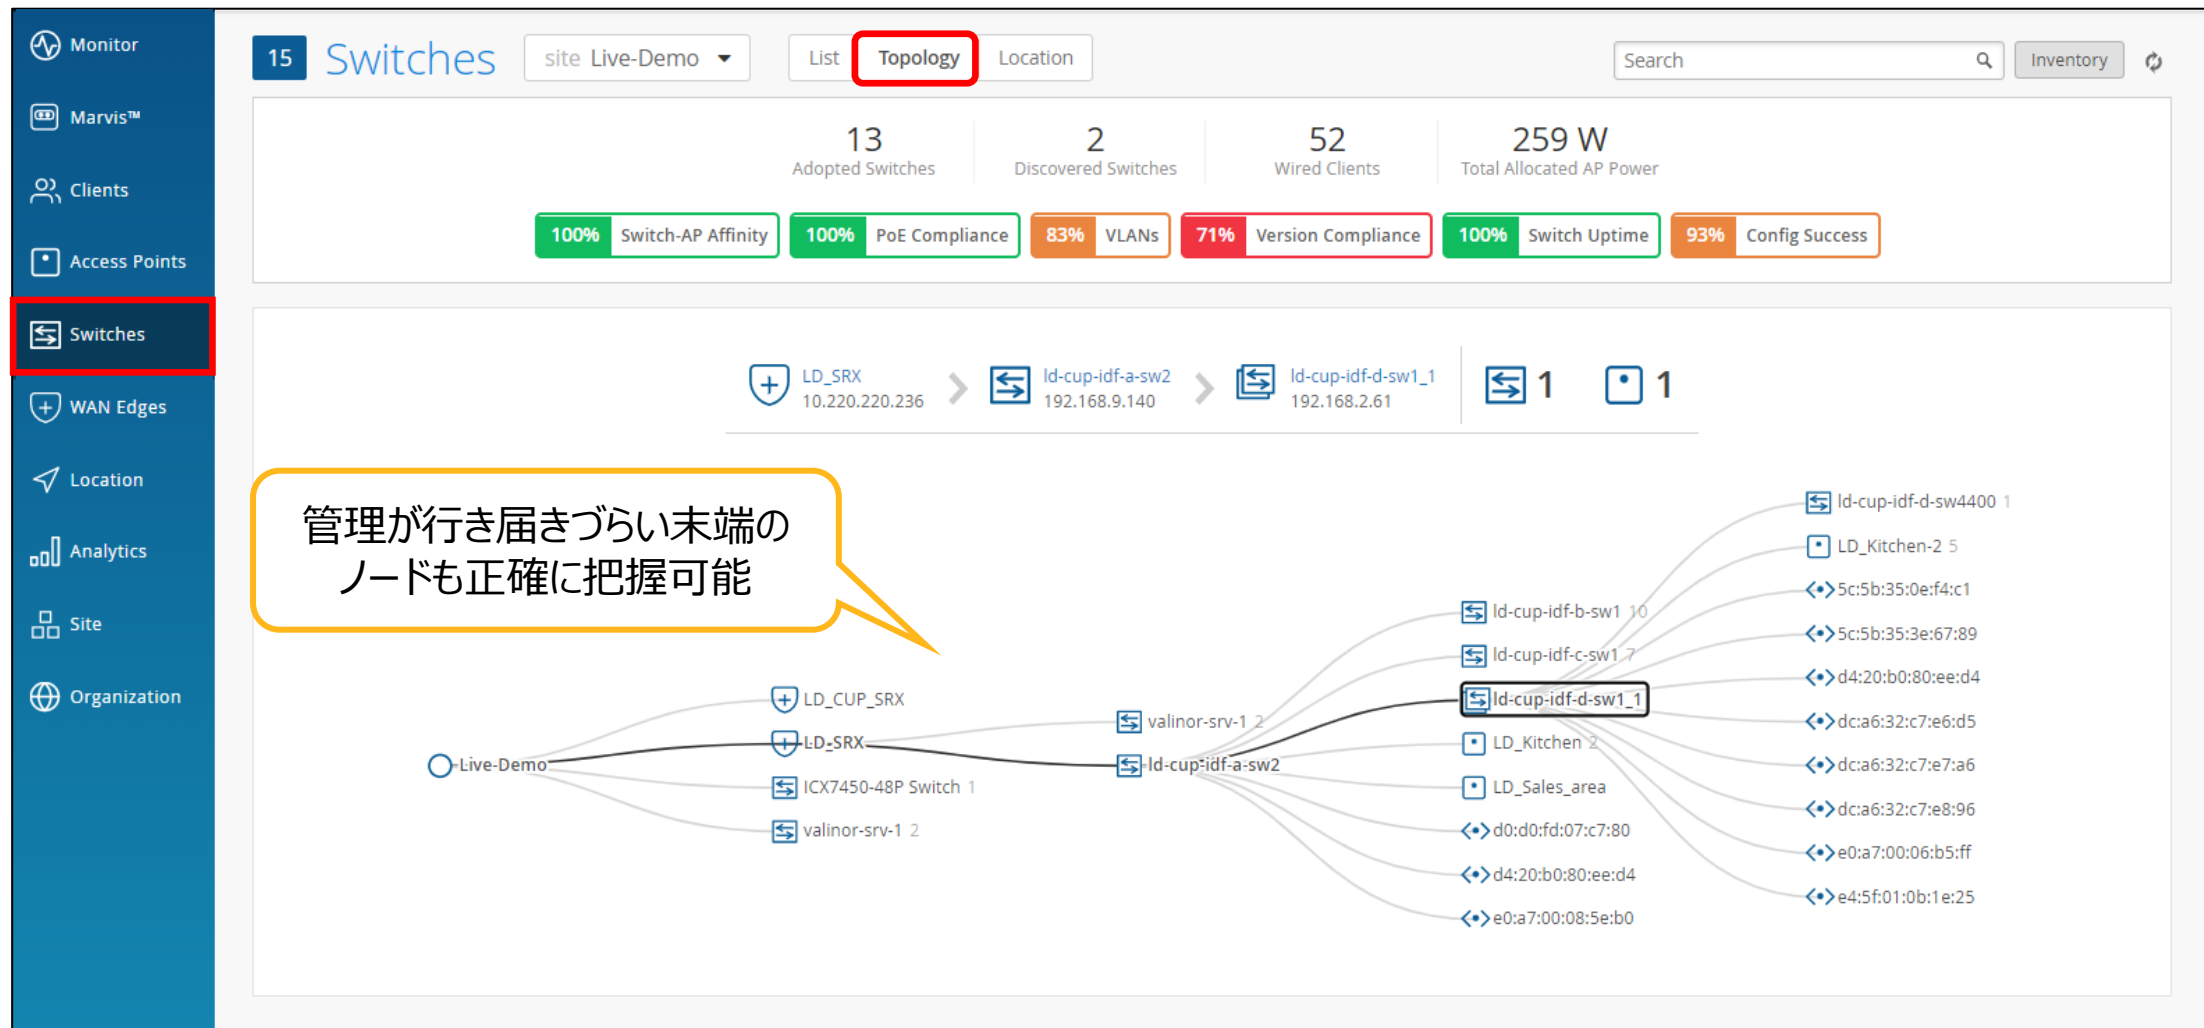 Monitor
Marvis™
Clients
Access Points
Switches
WAN Edges
Location
Analytics
Site
Organization
15 Switches
site Live-Demo
List Topology Location
Search
Inventory
13
Adopted Switches
2
Discovered Switches
52
Wired Clients
259 W
Total Allocated AP Power
100% Switch-AP Affinity
100% PoE Compliance
83% VLANs
71% Version Compliance
100% Switch Uptime
93% Config Success
LD_SRX
10.220.220.236
ld-cup-idf-a-sw2
192.168.9.140
ld-cup-idf-d-sw1_1
192.168.2.61
1
1
管理が行き届きづらい末端の
ノードも正確に把握可能
Live-Demo
LD_CUP_SRX
LD_SRX
ICX7450-48P Switch 1
valinor-srv-1 2
valinor-srv-1 2
ld-cup-idf-a-sw2
ld-cup-idf-b-sw1 10
ld-cup-idf-c-sw1 7
ld-cup-idf-d-sw1_1
LD_Kitchen 2
LD_Sales_area
d0:d0:fd:07:c7:80
d4:20:b0:80:ee:d4
e0:a7:00:08:5e:b0
ld-cup-idf-d-sw4400 1
LD_Kitchen-2 5
5c:5b:35:0e:f4:c1
5c:5b:35:3e:67:89
d4:20:b0:80:ee:d4
dc:a6:32:c7:e6:d5
dc:a6:32:c7:e7:a6
dc:a6:32:c7:e8:96
e0:a7:00:06:b5:ff
e4:5f:01:0b:1e:25